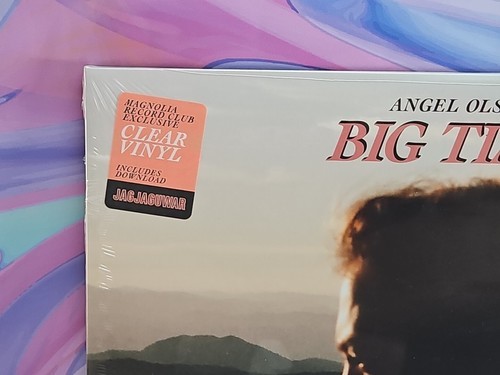 MAGNOLIA
RECORD CLUB
EXCLUSIVE
CLEAR
VINYL
INCLUDES
DOWNLOAD
JAGJAGUWAR
ANGEL OLS
BIG TI